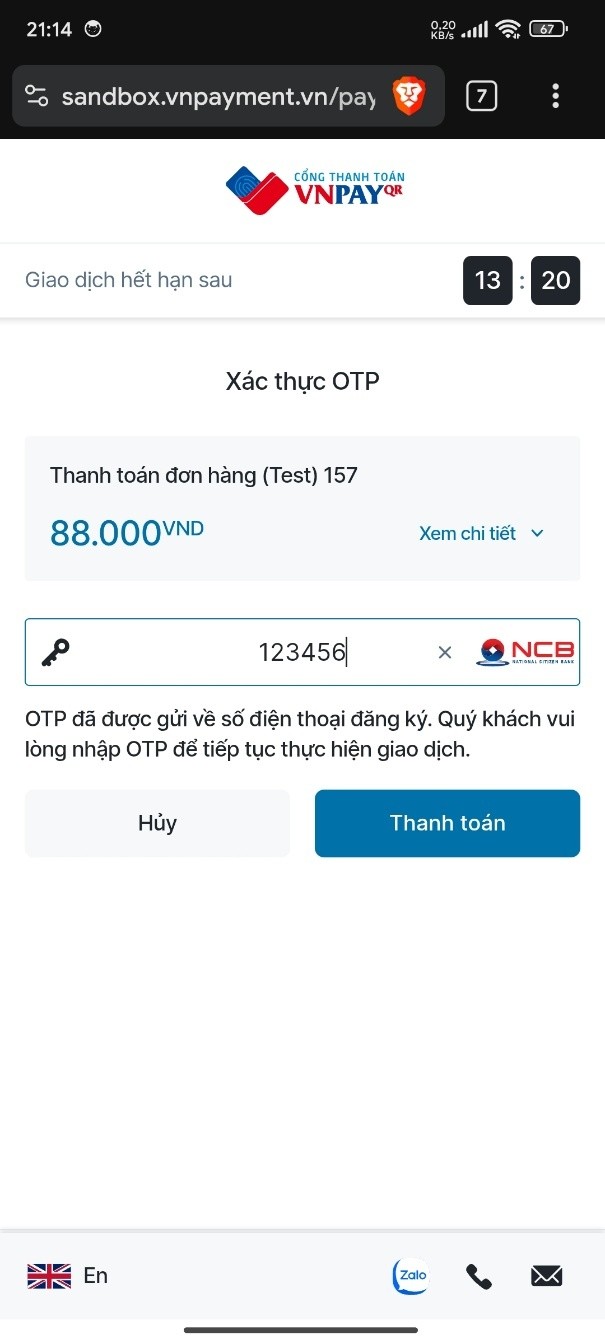 21:14
0,20
KB/s
67
sandbox.vnpayment.vn/pay
7
CỔNG THANH TOÁN
VNPAYQR
Giao dịch hết hạn sau
13 : 20
Xác thực OTP
Thanh toán đơn hàng (Test) 157
88.000VND
Xem chi tiết
123456
NCB
NATIONAL CITIZEN BANK
OTP đã được gửi về số điện thoại đăng ký. Quý khách vui
lòng nhập OTP để tiếp tục thực hiện giao dịch.
Hủy
Thanh toán
En
Zalo